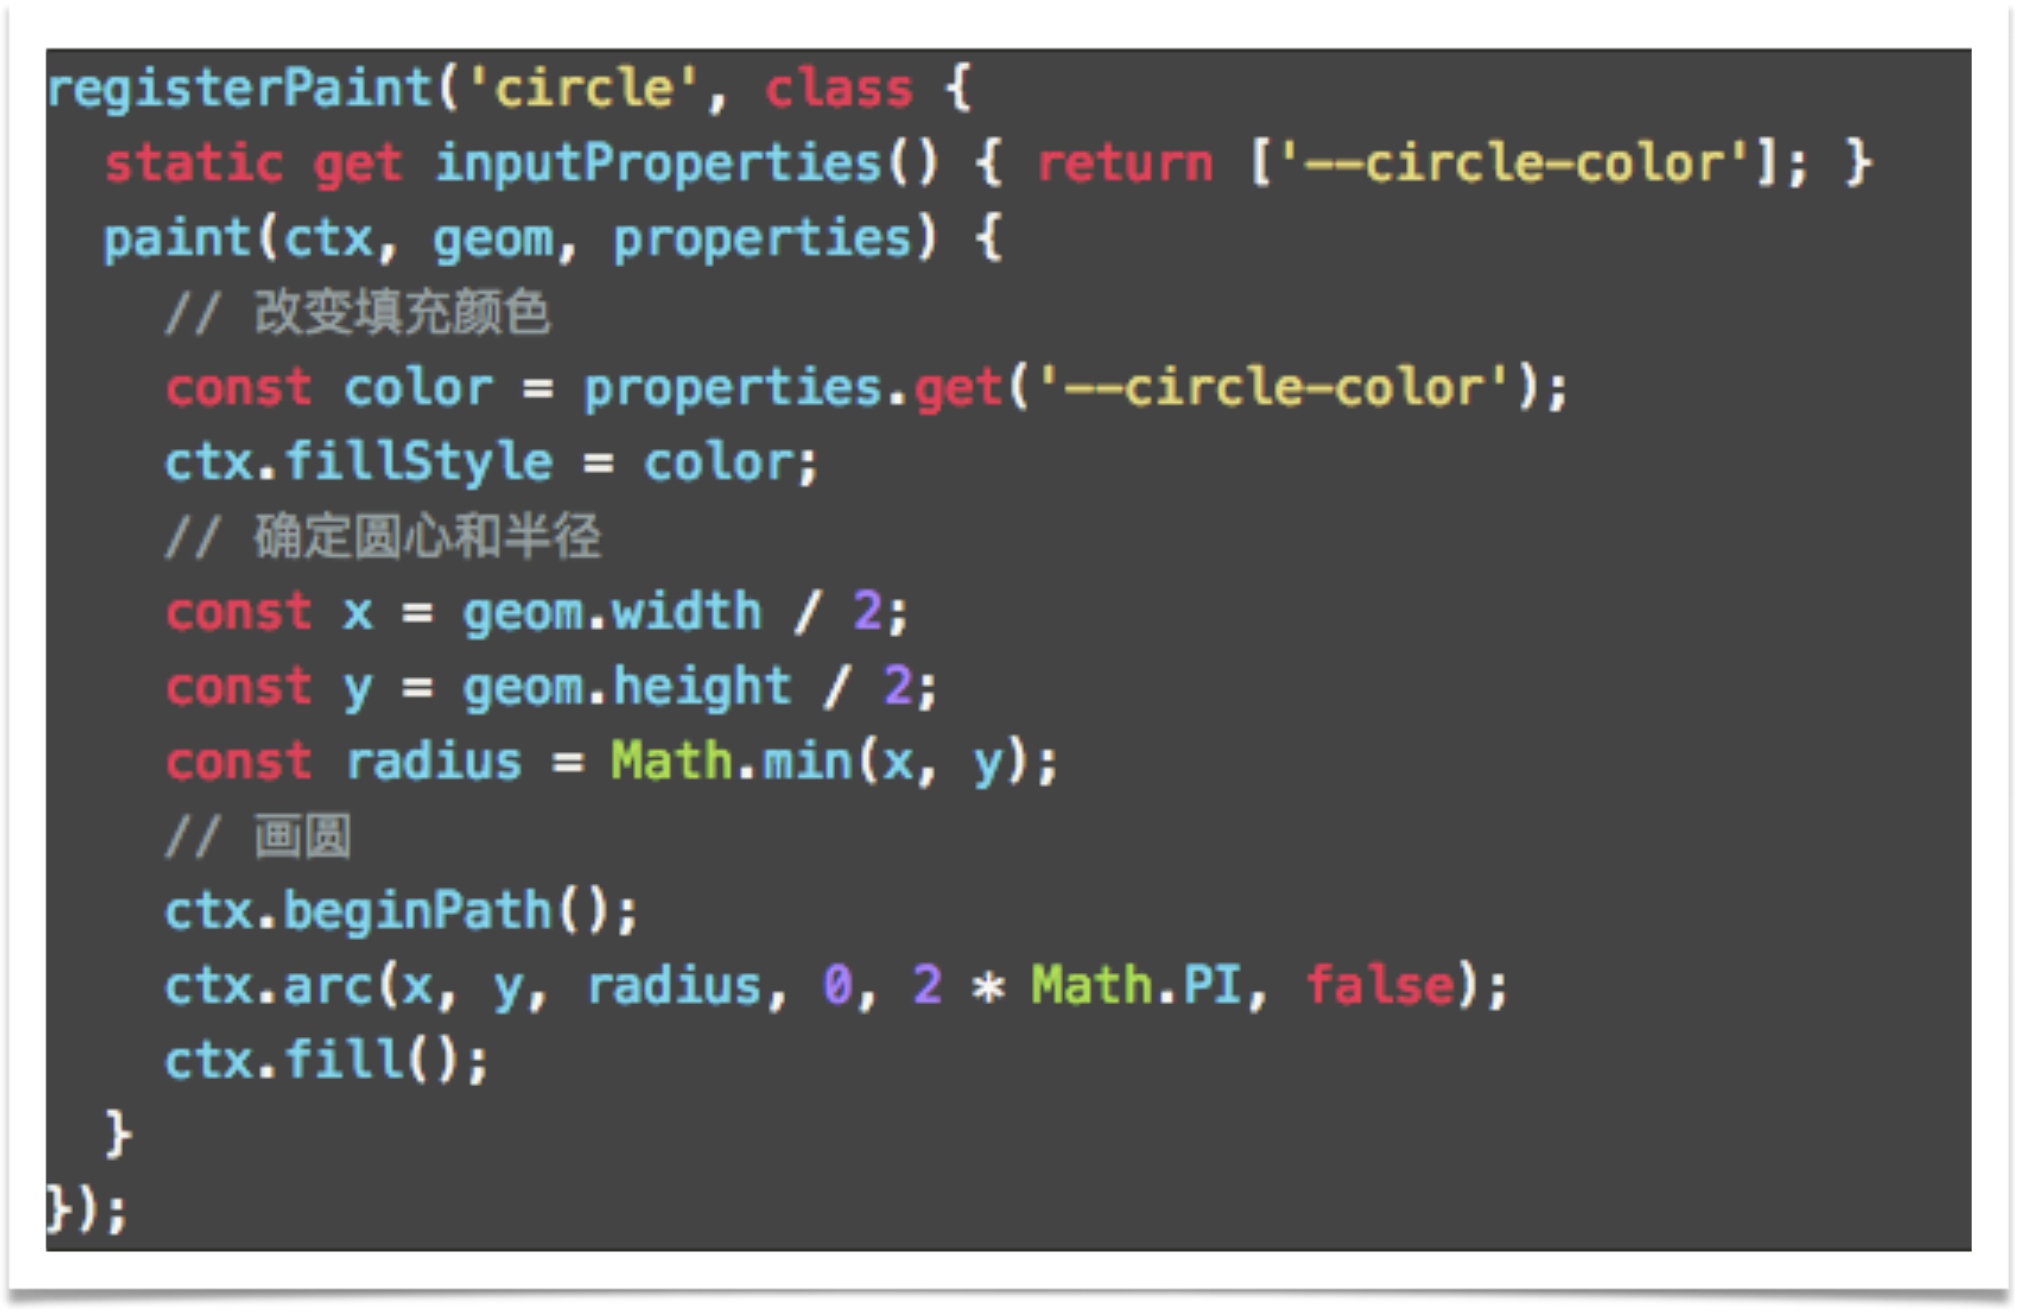 registerPaint('circle', class {
  static get inputProperties() { return ['--circle-color']; }
  paint(ctx, geom, properties) {
    // 改变填充颜色
    const color = properties.get('--circle-color');
    ctx.fillStyle = color;
    // 确定圆心和半径
    const x = geom.width / 2;
    const y = geom.height / 2;
    const radius = Math.min(x, y);
    // 画圆
    ctx.beginPath();
    ctx.arc(x, y, radius, 0, 2 * Math.PI, false);
    ctx.fill();
  }
});